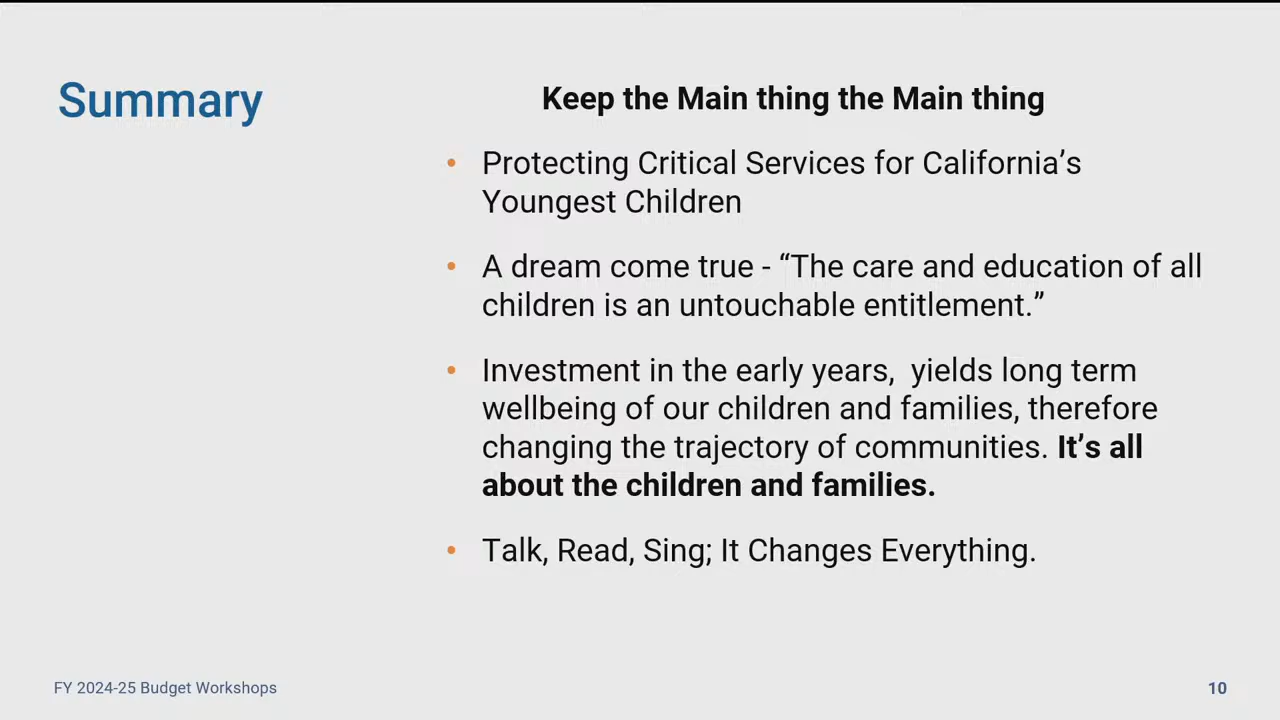 Summary
Keep the Main thing the Main thing
• Protecting Critical Services for California’s
Youngest Children
• A dream come true - “The care and education of all
children is an untouchable entitlement.”
• Investment in the early years,  yields long term
wellbeing of our children and families, therefore
changing the trajectory of communities. It’s all
about the children and families.
• Talk, Read, Sing; It Changes Everything.
FY 2024-25 Budget Workshops
10